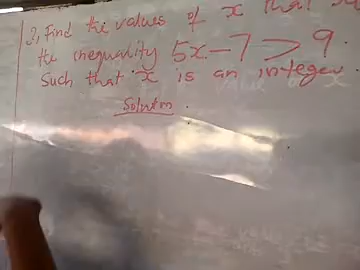 2, Find the values of x that
the inequality 5x - 7 > 9.
Such that x is an integer
Solution.